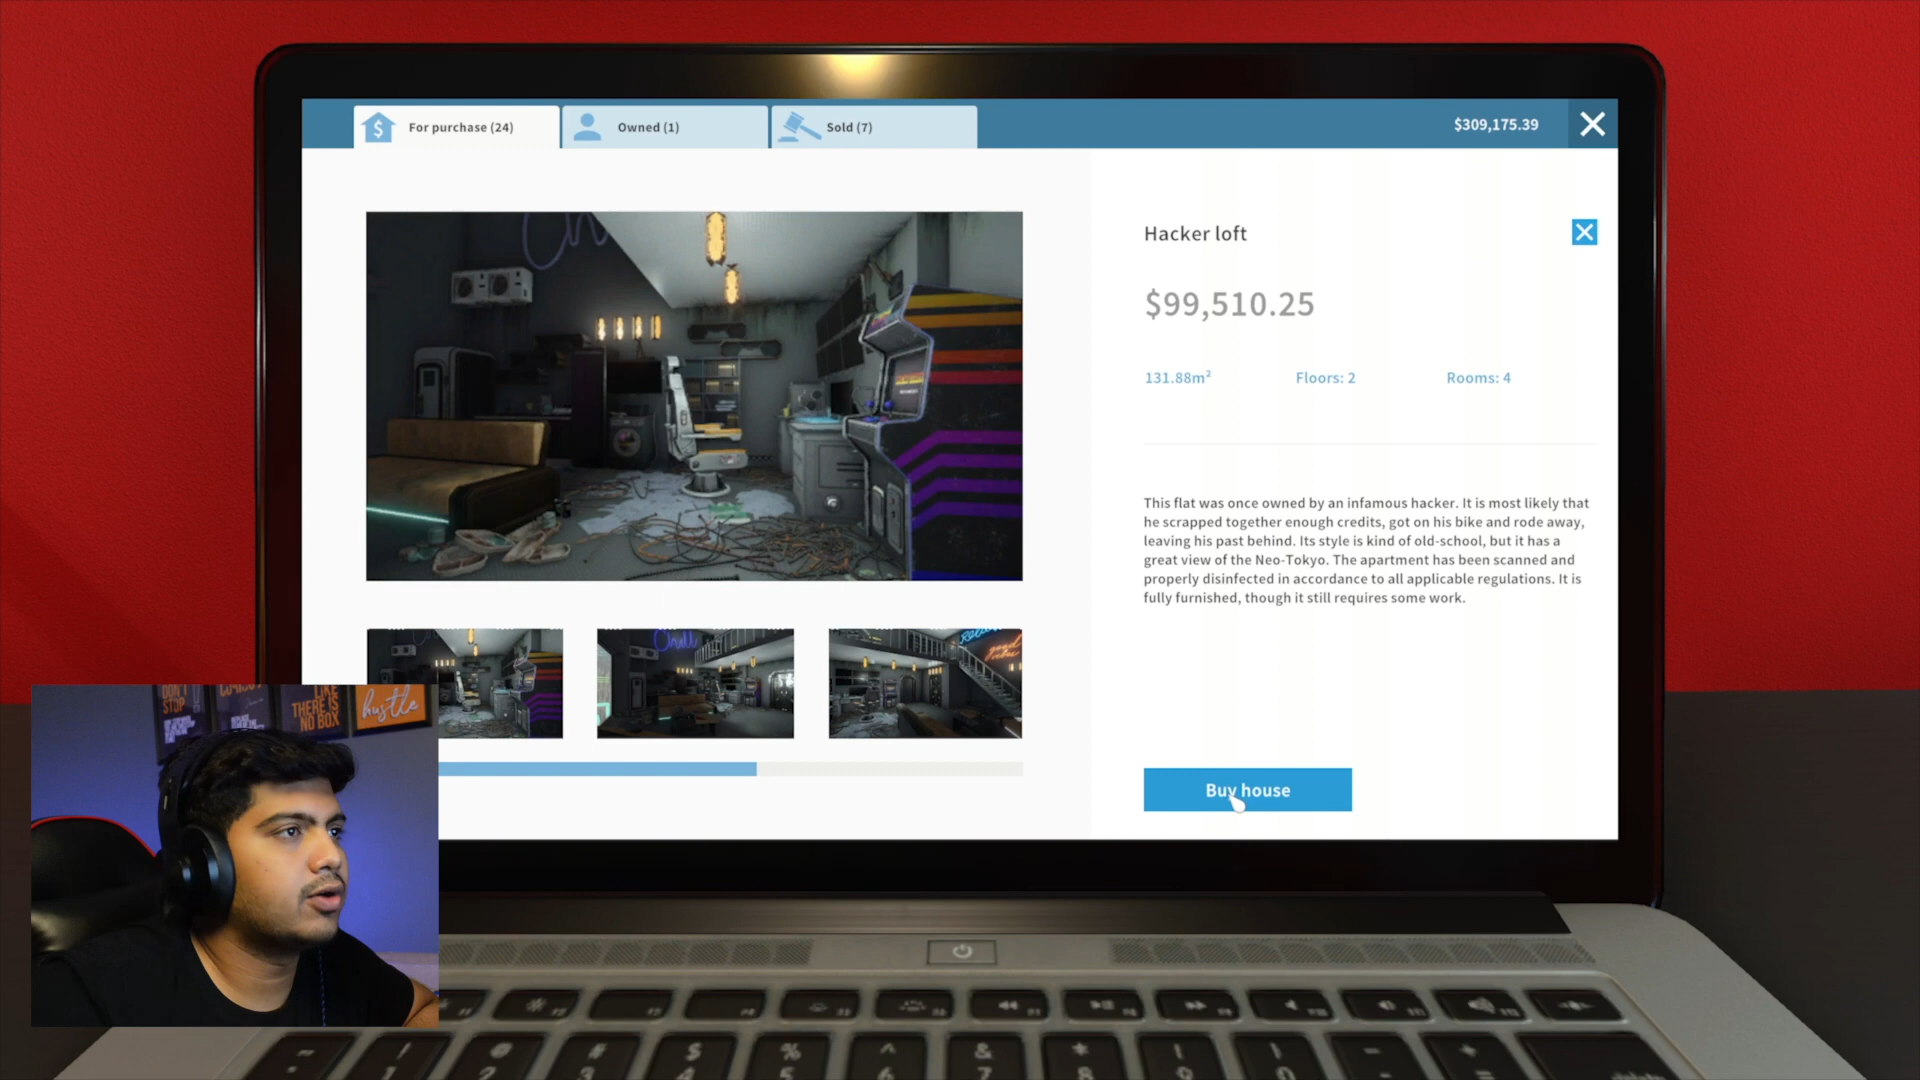 For purchase (24)
Owned (1)
Sold (7)
$309,175.39
Hacker loft
$99,510.25
131.88m²
Floors: 2
Rooms: 4
This flat was once owned by an infamous hacker. It is most likely that
he scrapped together enough credits, got on his bike and rode away,
leaving his past behind. Its style is kind of old-school, but it has a
great view of the Neo-Tokyo. The apartment has been scanned and
properly disinfected in accordance to all applicable regulations. It is
fully furnished, though it still requires some work.
Buy house
Chill
good
DON'T
STOP
LIKE
THERE IS
NO BOX
hustle